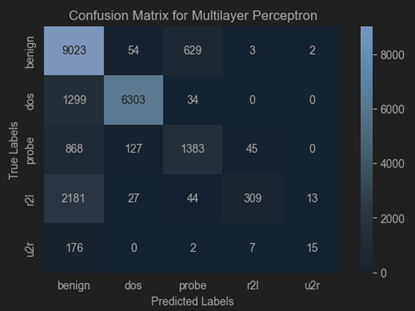 Confusion Matrix for Multilayer Perceptron
True Labels
benign 9023 54 629 3 2
dos 1299 6303 34 0 0
probe 868 127 1383 45 0
r2l 2181 27 44 309 13
u2r 176 0 2 7 15
benign dos probe r2l u2r
Predicted Labels
8000
6000
4000
2000
0